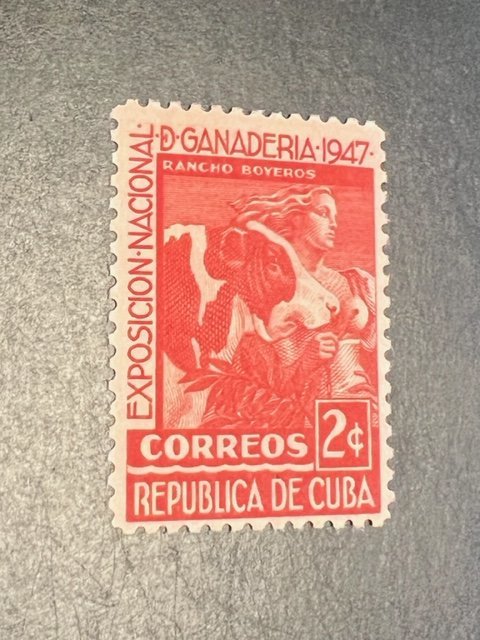 EXPOSICION·NACIONAL·D·GANADERIA·1947·
RANCHO BOYEROS
CORREOS 2¢
REPUBLICA DE CUBA